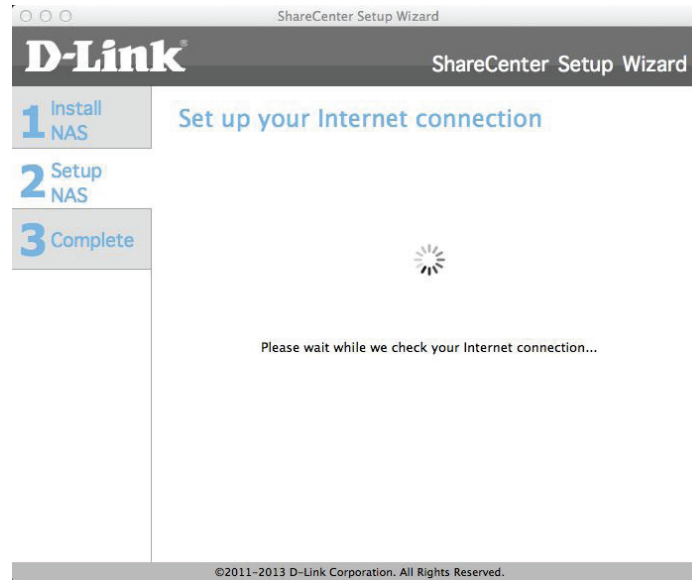 ShareCenter Setup Wizard
D-Link®
ShareCenter Setup Wizard
1 Install
NAS
Set up your Internet connection
2 Setup
NAS
3 Complete
Please wait while we check your Internet connection...
©2011-2013 D-Link Corporation. All Rights Reserved.